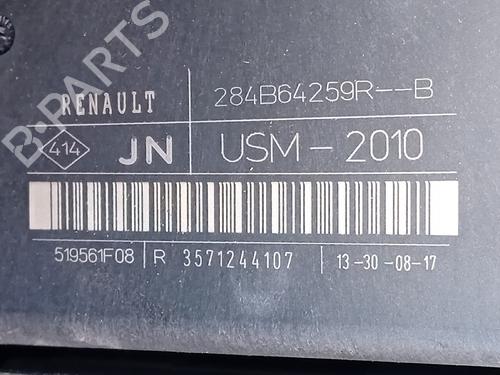 B-PARTS
RENAULT 284B64259R--B
414 JN USM-2010
519561F08 R 3571244107 13-30-08-17